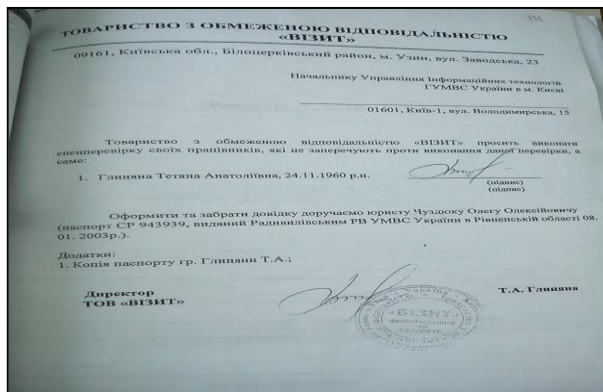 ТОВАРИСТВО З ОБМЕЖЕНОЮ ВІДПОВІДАЛЬНІСТЮ
«ВІЗИТ»
09161, Київська обл., Білоцерківський район, м. Узин, вул. Заводська, 23
Начальнику Управління Інформаційних технологій
ГУМВС України в м. Києві
01601, Київ-1, вул. Володимирська, 15
Товариство з обмеженою відповідальністю «ВІЗИТ» просить виконати
спецперевірку своїх працівників, які не заперечують проти виконання даної перевірки, а
саме:
1. Глиняна Тетяна Анатоліївна, 24.11.1960 р.н.
(підпис)
(підпис)
Оформити та забрати довідку доручаємо юристу Чуздюку Олегу Олексійовичу
(паспорт СР 943939, виданий Радивилівським РВ УМВС України в Рівненській області 08.
01. 2003р.).
Додатки:
1. Копія паспорту гр. Глиняни Т.А.;
Директор
ТОВ «ВІЗИТ»
Т.А. Глиняна
Україна
«ВІЗИТ»